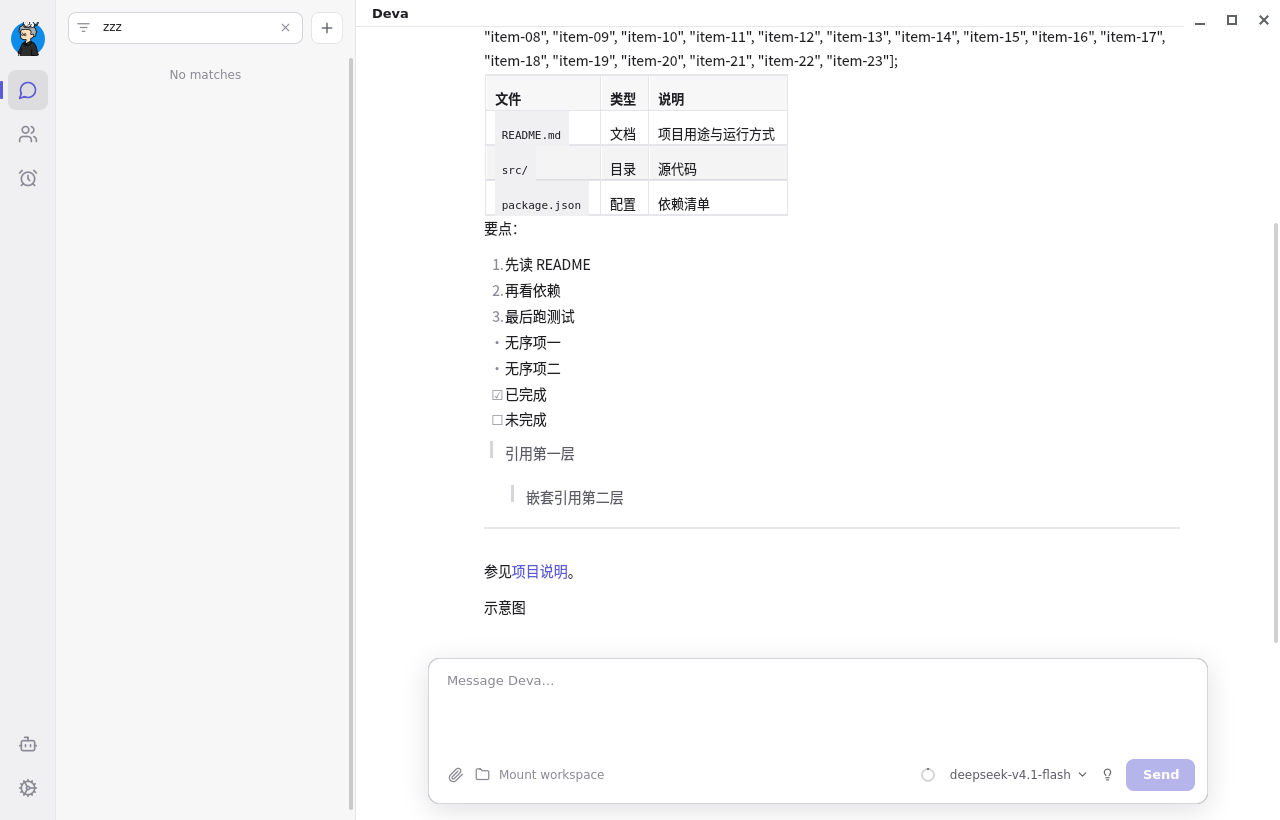 zzz
No matches
Deva
"item-08", "item-09", "item-10", "item-11", "item-12", "item-13", "item-14", "item-15", "item-16", "item-17",
"item-18", "item-19", "item-20", "item-21", "item-22", "item-23"];
文件 类型 说明
README.md 文档 项目用途与运行方式
src/ 目录 源代码
package.json 配置 依赖清单
要点：
1. 先读 README
2. 再看依赖
3. 最后跑测试
• 无序项一
• 无序项二
☑ 已完成
☐ 未完成
引用第一层
嵌套引用第二层
参见项目说明。
示意图
Message Deva...
Mount workspace
deepseek-v4.1-flash
Send